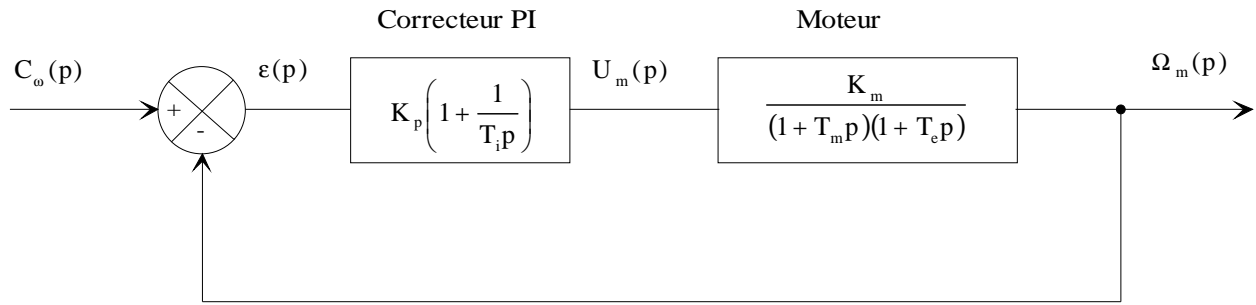 Correcteur PI
Moteur
C_ω(p)
ε(p)
U_m(p)
Ω_m(p)
+
-
K_p(1 + 1/(T_i p))
K_m/((1 + T_m p)(1 + T_e p))